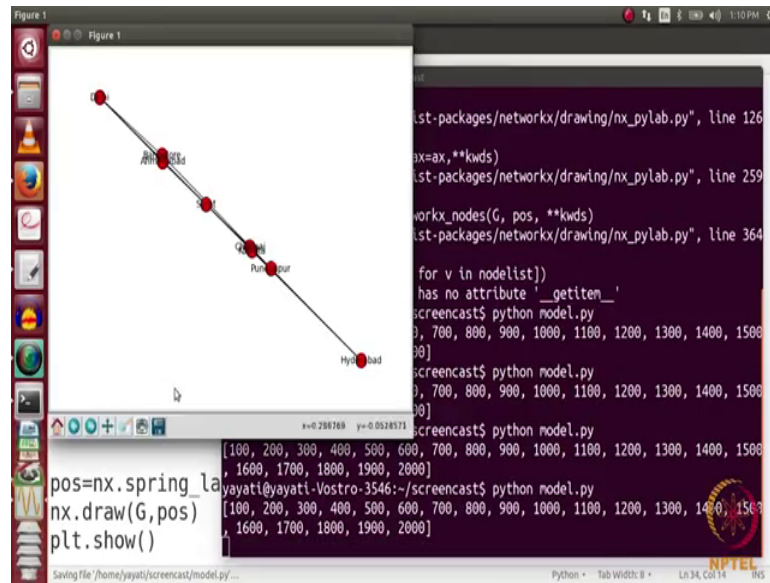 Figure 1
1:10 PM
Figure 1
Hyde bad
x=0.286769 y=-0.0528571
ist-packages/networkx/drawing/nx_pylab.py", line 126
ax=ax,**kwds)
ist-packages/networkx/drawing/nx_pylab.py", line 259
workx_nodes(G, pos, **kwds)
ist-packages/networkx/drawing/nx_pylab.py", line 364
for v in nodelist])
has no attribute '__getitem__'
screencast$ python model.py
, 700, 800, 900, 1000, 1100, 1200, 1300, 1400, 1500
screencast$ python model.py
, 700, 800, 900, 1000, 1100, 1200, 1300, 1400, 1500
screencast$ python model.py
[100, 200, 300, 400, 500, 600, 700, 800, 900, 1000, 1100, 1200, 1300, 1400, 1500
, 1600, 1700, 1800, 1900, 2000]
yayati@yayati-Vostro-3546:~/screencast$ python model.py
[100, 200, 300, 400, 500, 600, 700, 800, 900, 1000, 1100, 1200, 1300, 1400, 1500
, 1600, 1700, 1800, 1900, 2000]
pos=nx.spring_la
nx.draw(G,pos)
plt.show()
NPTEL
Saving file '/home/yayati/screencast/model.py'... Python Tab Width: 8 Ln 34, Col 14 INS